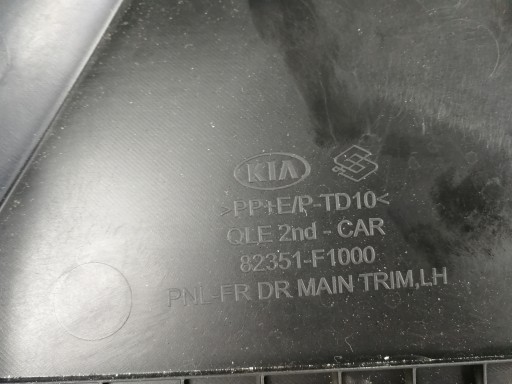 KIA
>PP+E/P-TD10<
QLE 2nd - CAR
82351-F1000
PNL-FR DR MAIN TRIM,LH